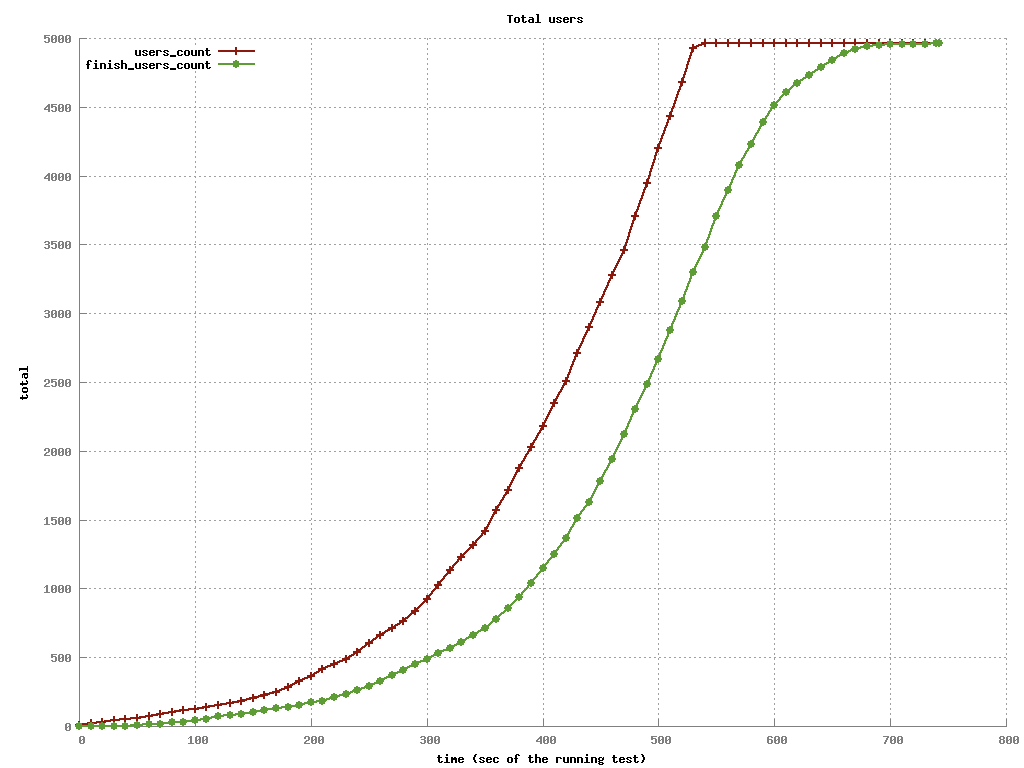 Total users
users_count
finish_users_count
5000
4500
4000
3500
3000
2500
2000
1500
1000
500
0
total
0 100 200 300 400 500 600 700 800
time (sec of the running test)